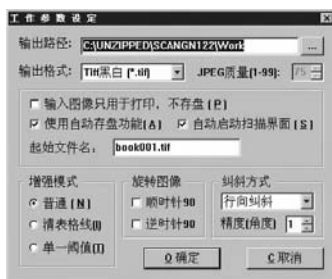 工作参数设定
输出路径: C:\UNZIPPED\SCANGN122\Work ...
输出格式: Tiff黑白 (*.tif) JPEG质量(1-99): 75
输入图像只用于打印，不存盘 (P)
使用自动存盘功能(A) 自动启动扫描界面(S)
起始文件名: book001.tif
增强模式 旋转图像 纠斜方式
普通 (N) 顺时针90 行向纠斜
清表格线(I) 逆时针90 精度(角度) 1
单一阈值(T)
O确定 C取消